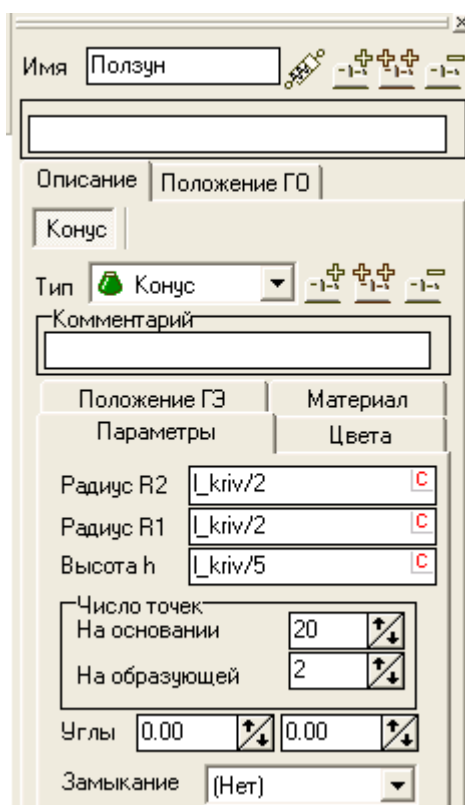 Имя Ползун
Описание Положение ГО
Конус
Тип Конус
Комментарий
Положение ГЭ Материал
Параметры Цвета
Радиус R2 l_kriv/2 C
Радиус R1 l_kriv/2 C
Высота h l_kriv/5 C
Число точек
На основании 20
На образующей 2
Углы 0.00 0.00
Замыкание (Нет)